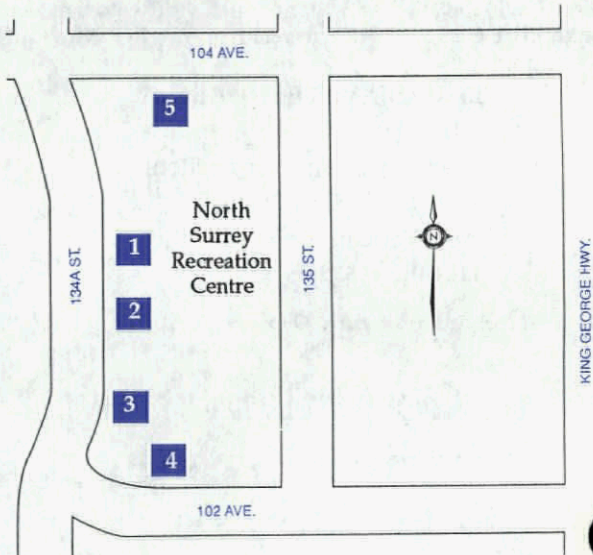 104 AVE.
5
North
Surrey
Recreation
Centre
1
134A ST.
135 ST.
N
KING GEORGE HWY.
2
3
4
102 AVE.